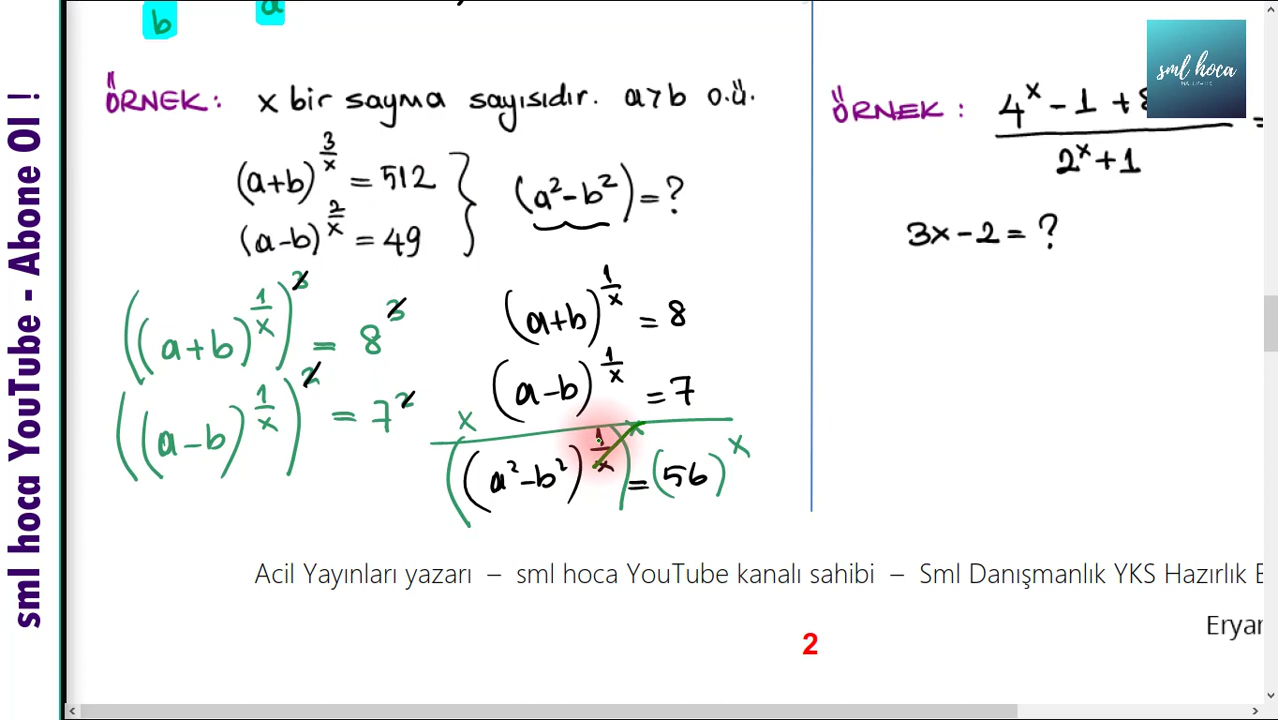 sml hoca YouTube - Abone Ol !
b
a
ÖRNEK: x bir sayma sayısıdır. a>b o.ü.
(a+b)^(3/x) = 512
(a-b)^(2/x) = 49
(a²-b²)=?
((a+b)^(1/x))^3 = 8^3
((a-b)^(1/x))^2 = 7^2
(a+b)^(1/x) = 8
(a-b)^(1/x) = 7
x
((a²-b²)^(1/x))^x = (56)^x
ÖRNEK: 
4^x - 1 +
2^x + 1
=
3x-2=?
sml hoca
Acil Yayınları yazarı – sml hoca YouTube kanalı sahibi – Sml Danışmanlık YKS Hazırlık E
Eryar
2